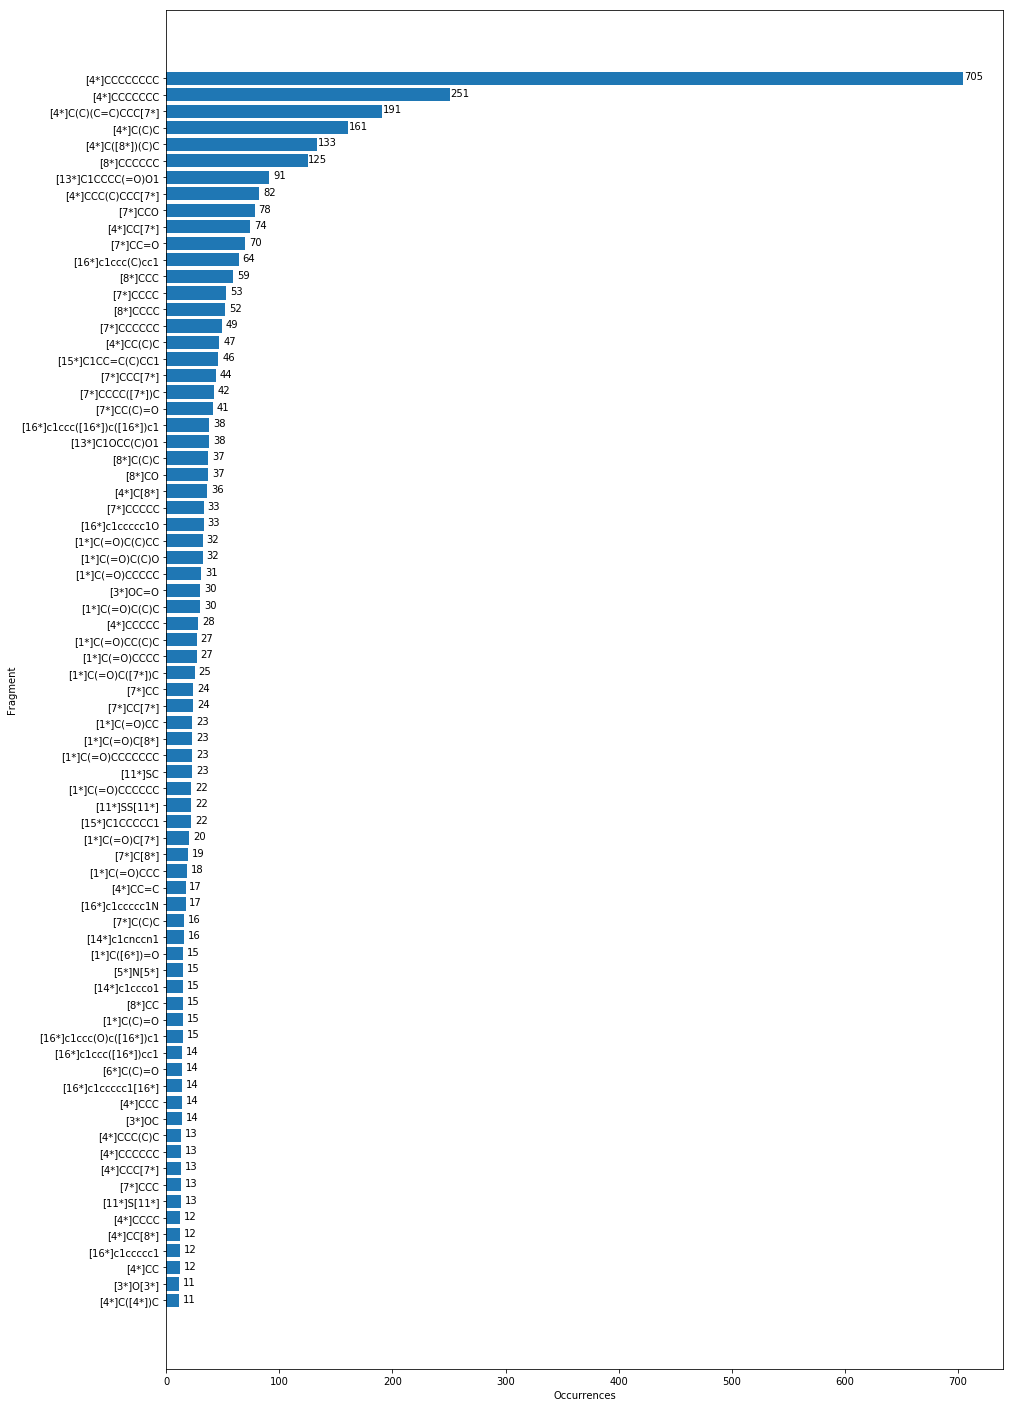 [4*]CCCCCCCC 705
[4*]CCCCCCC 251
[4*]C(C)(C=C)CCC[7*] 191
[4*]C(C)C 161
[4*]C([8*])(C)C 133
[8*]CCCCCC 125
[13*]C1CCCC(=O)O1 91
[4*]CCC(C)CCC[7*] 82
[7*]CCO 78
[4*]CC[7*] 74
[7*]CC=O 70
[16*]c1ccc(C)cc1 64
[8*]CCC 59
[7*]CCCC 53
[8*]CCCC 52
[7*]CCCCCC 49
[4*]CC(C)C 47
[15*]C1CC=C(C)CC1 46
[7*]CCC[7*] 44
[7*]CCCC([7*])C 42
[7*]CC(C)=O 41
[16*]c1ccc([16*])c([16*])c1 38
[13*]C1OCC(C)O1 38
[8*]C(C)C 37
[8*]CO 37
[4*]C[8*] 36
[7*]CCCCC 33
[16*]c1ccccc1O 33
[1*]C(=O)C(C)CC 32
[1*]C(=O)C(C)O 32
[1*]C(=O)CCCCC 31
[3*]OC=O 30
[1*]C(=O)C(C)C 30
[4*]CCCCC 28
[1*]C(=O)CC(C)C 27
[1*]C(=O)CCCC 27
[1*]C(=O)C([7*])C 25
[7*]CC 24
[7*]CC[7*] 24
[1*]C(=O)CC 23
[1*]C(=O)C[8*] 23
[1*]C(=O)CCCCCCC 23
[11*]SC 23
[1*]C(=O)CCCCCC 22
[11*]SS[11*] 22
[15*]C1CCCCC1 22
[1*]C(=O)C[7*] 20
[7*]C[8*] 19
[1*]C(=O)CCC 18
[4*]CC=C 17
[16*]c1ccccc1N 17
[7*]C(C)C 16
[14*]c1cnccn1 16
[1*]C([6*])=O 15
[5*]N[5*] 15
[14*]c1ccco1 15
[8*]CC 15
[1*]C(C)=O 15
[16*]c1ccc(O)c([16*])c1 15
[16*]c1ccc([16*])cc1 14
[6*]C(C)=O 14
[16*]c1ccccc1[16*] 14
[4*]CCC 14
[3*]OC 14
[4*]CCC(C)C 13
[4*]CCCCCC 13
[4*]CCC[7*] 13
[7*]CCC 13
[11*]S[11*] 13
[4*]CCCC 12
[4*]CC[8*] 12
[16*]c1ccccc1 12
[4*]CC 12
[3*]O[3*] 11
[4*]C([4*])C 11
Fragment
0 100 200 300 400 500 600 700
Occurrences